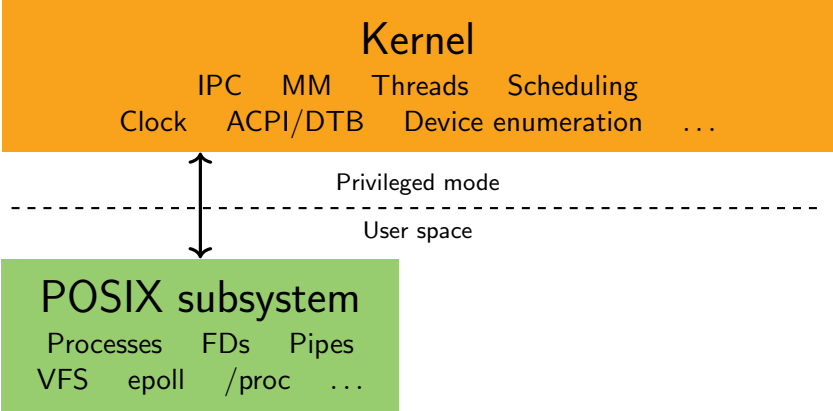 Kernel
IPC MM Threads Scheduling
Clock ACPI/DTB Device enumeration ...
Privileged mode
User space
POSIX subsystem
Processes FDs Pipes
VFS epoll /proc ...